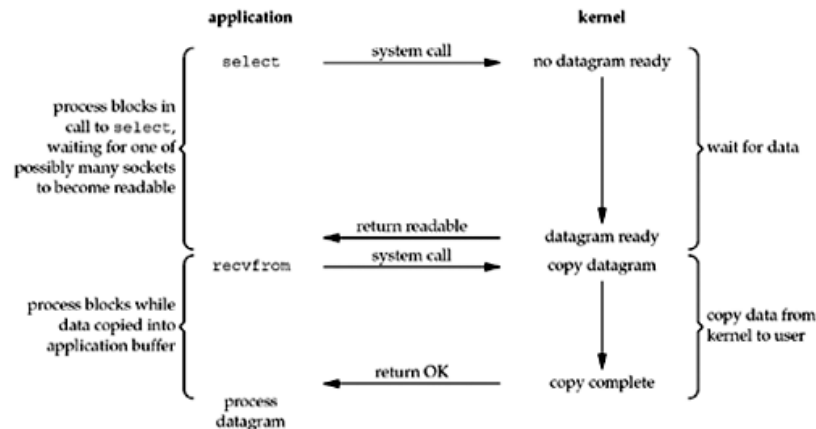 application
kernel
select
system call
no datagram ready
process blocks in
call to select,
waiting for one of
possibly many sockets
to become readable
wait for data
return readable
datagram ready
recvfrom
system call
copy datagram
process blocks while
data copied into
application buffer
copy data from
kernel to user
return OK
copy complete
process
datagram